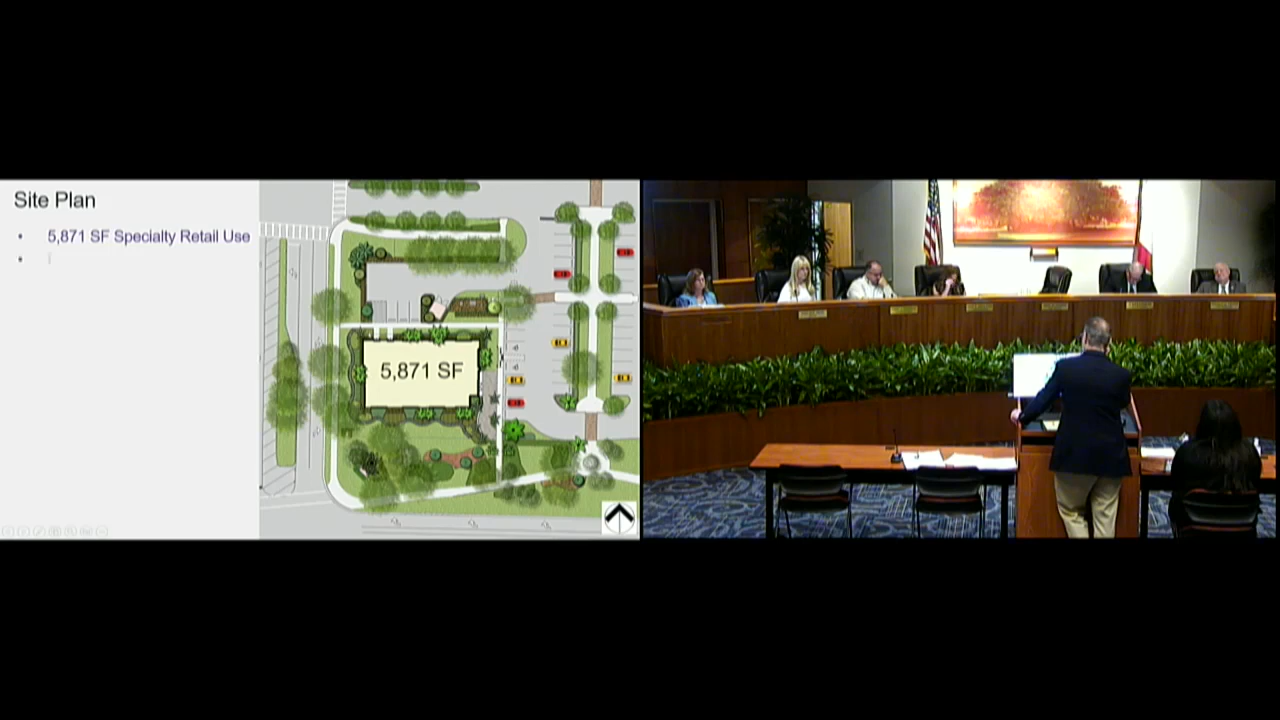 Site Plan
• 5,871 SF Specialty Retail Use
•
5,871 SF